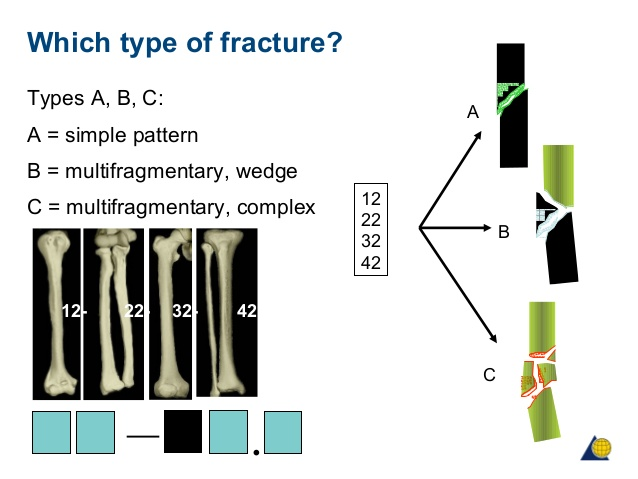 Which type of fracture?
Types A, B, C:
A = simple pattern
B = multifragmentary, wedge
C = multifragmentary, complex
12- 22- 32- 42
12
22
32
42
A
B
C
— .